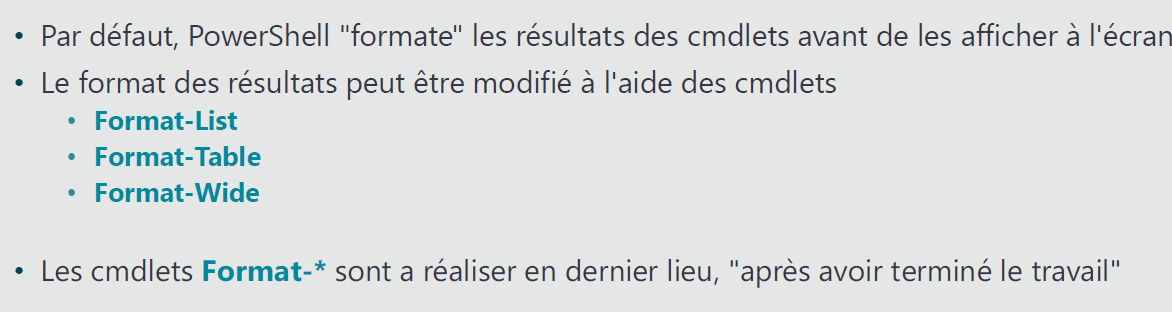 • Par défaut, PowerShell "formate" les résultats des cmdlets avant de les afficher à l'écran
• Le format des résultats peut être modifié à l'aide des cmdlets
• Format-List
• Format-Table
• Format-Wide
• Les cmdlets Format-* sont a réaliser en dernier lieu, "après avoir terminé le travail"